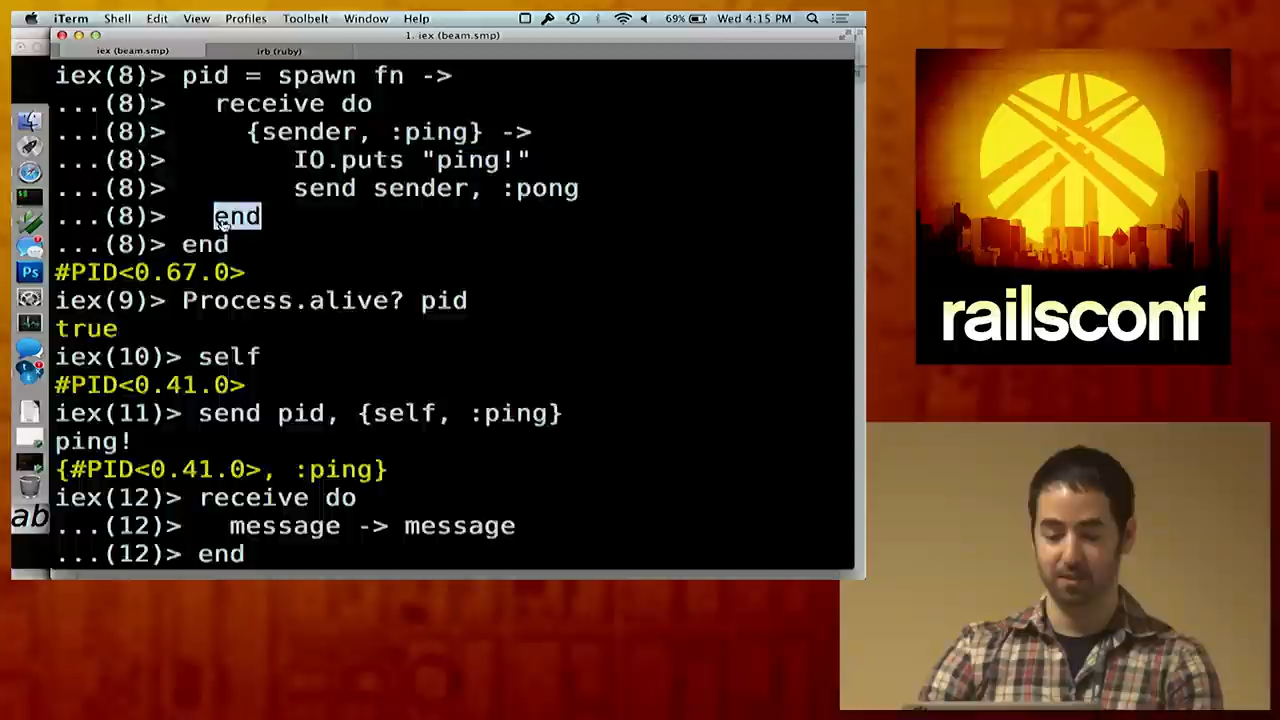 iTerm Shell Edit View Profiles Toolbelt Window Help 69% Wed 4:15 PM
1. iex (beam.smp)
iex (beam.smp) irb (ruby)
iex(8)> pid = spawn fn ->
...(8)>   receive do
...(8)>     {sender, :ping} ->
...(8)>        IO.puts "ping!"
...(8)>        send sender, :pong
...(8)>   end
...(8)> end
#PID<0.67.0>
iex(9)> Process.alive? pid
true
iex(10)> self
#PID<0.41.0>
iex(11)> send pid, {self, :ping}
ping!
{#PID<0.41.0>, :ping}
iex(12)> receive do
...(12)>   message -> message
...(12)> end
Ps
ab
railsconf